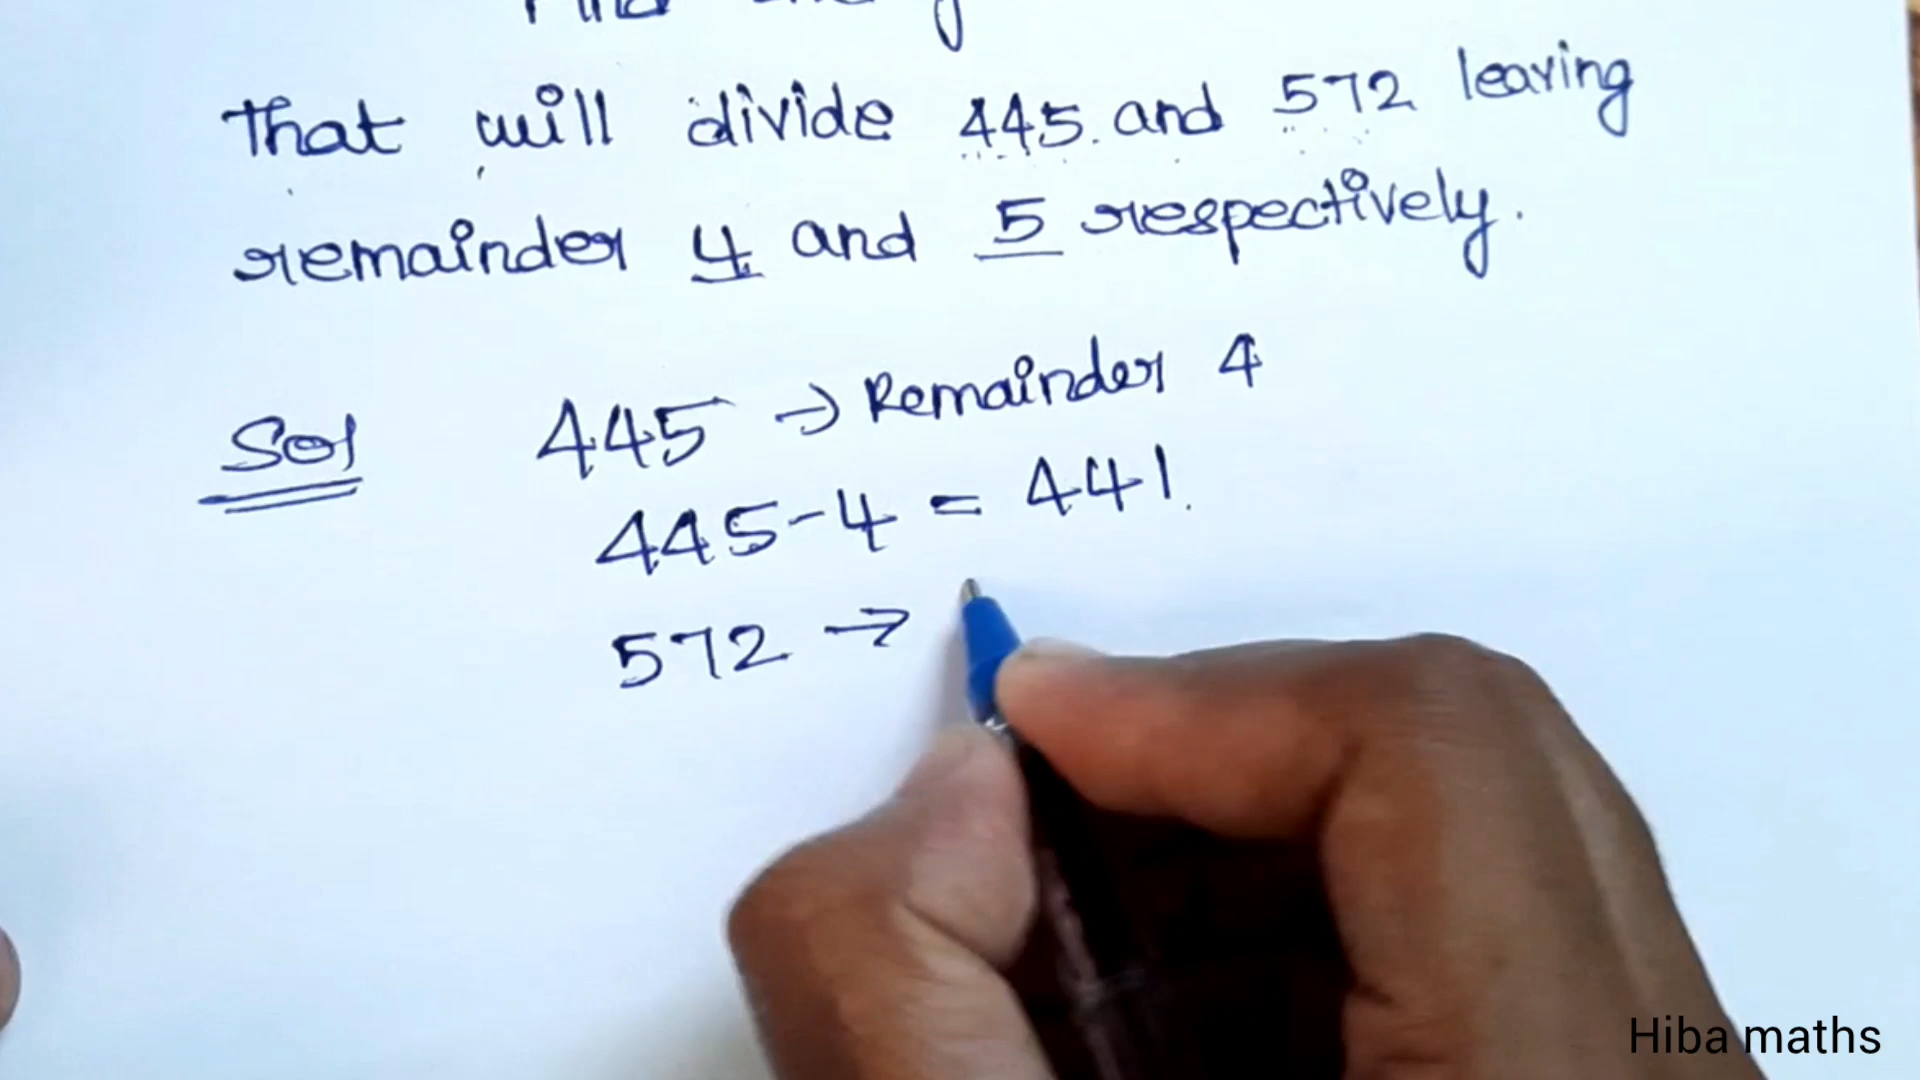 That will divide 445 and 572 leaving
remainder 4 and 5 respectively.
Sol 445 → Remainder 4
445-4 = 441.
572 →
Hiba maths